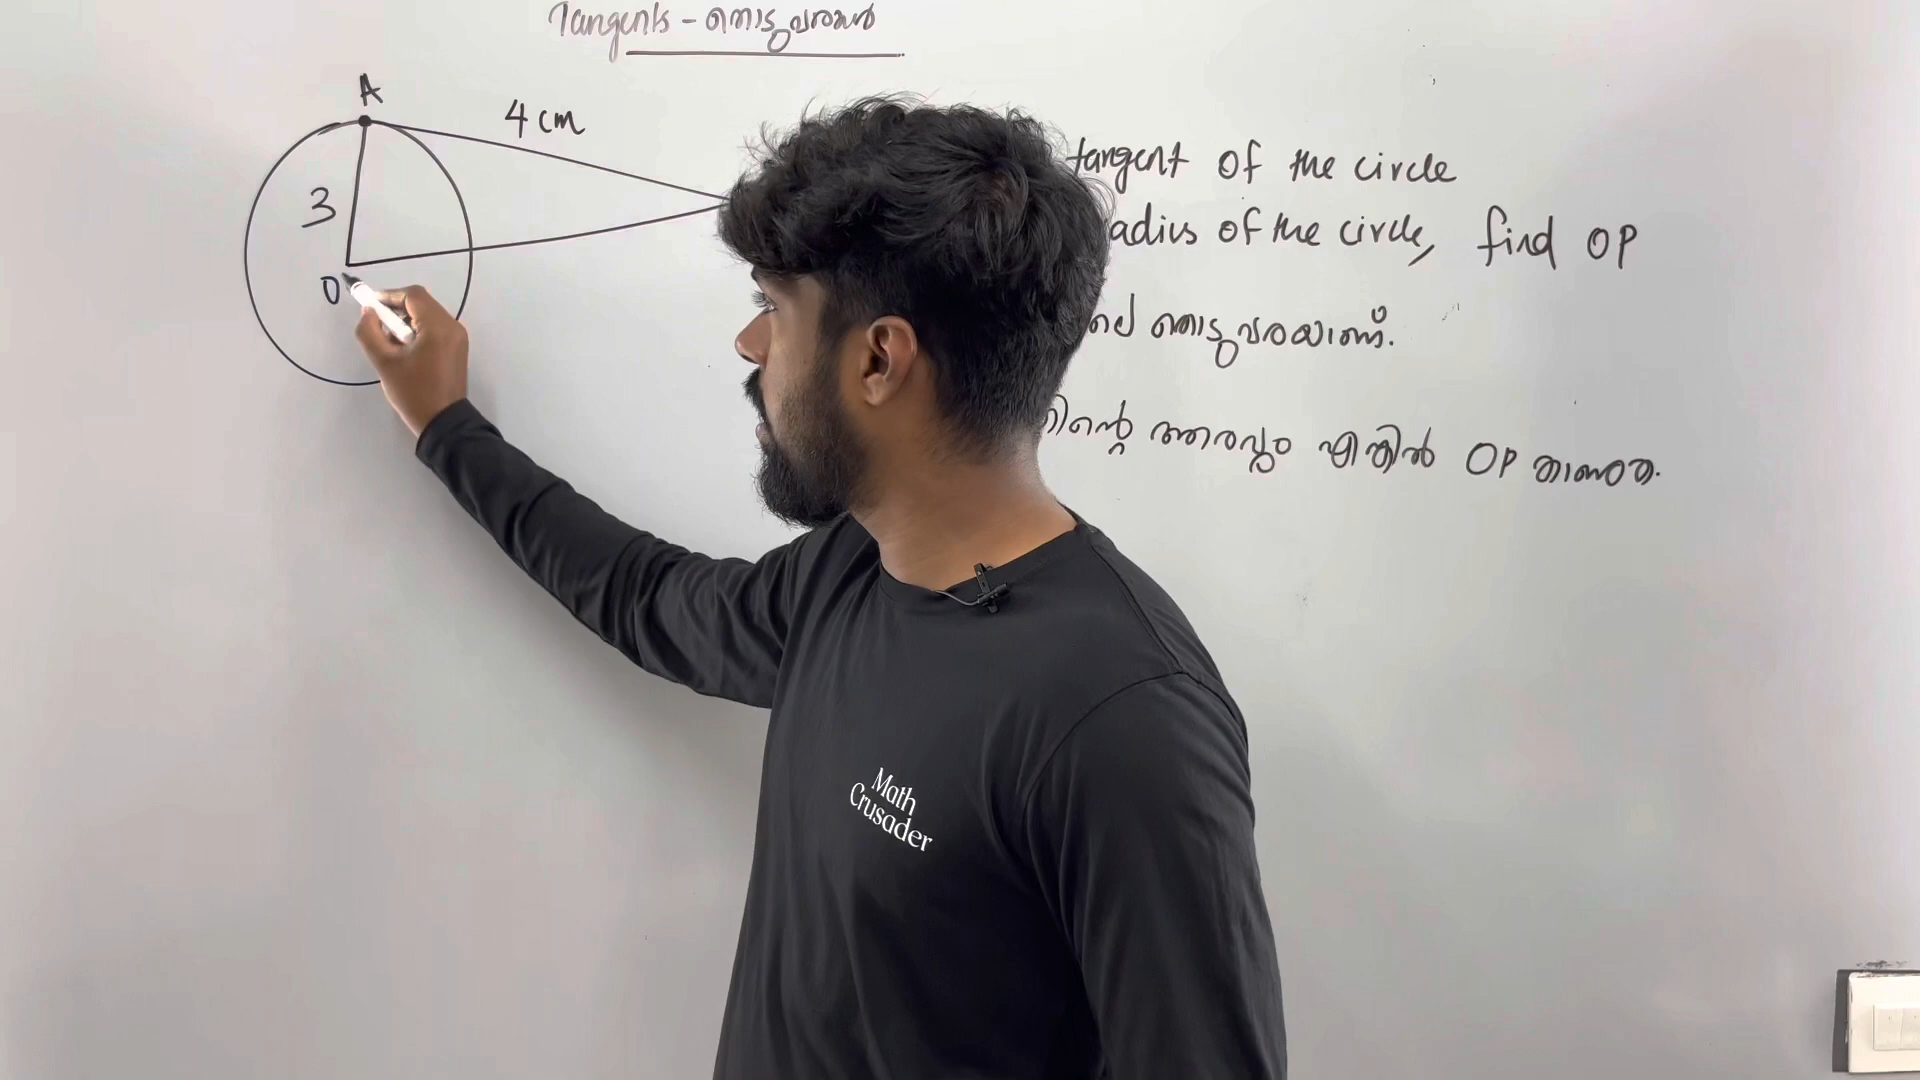 Tangents - തൊടുവരകൾ
A
4 cm
3
O
tangent of the circle
radius of the circle, find OP
ലെ തൊടുവരയാണ്.
ിന്റെ ആരവും എങ്കിൽ OP കാണുക.
Math
Crusader